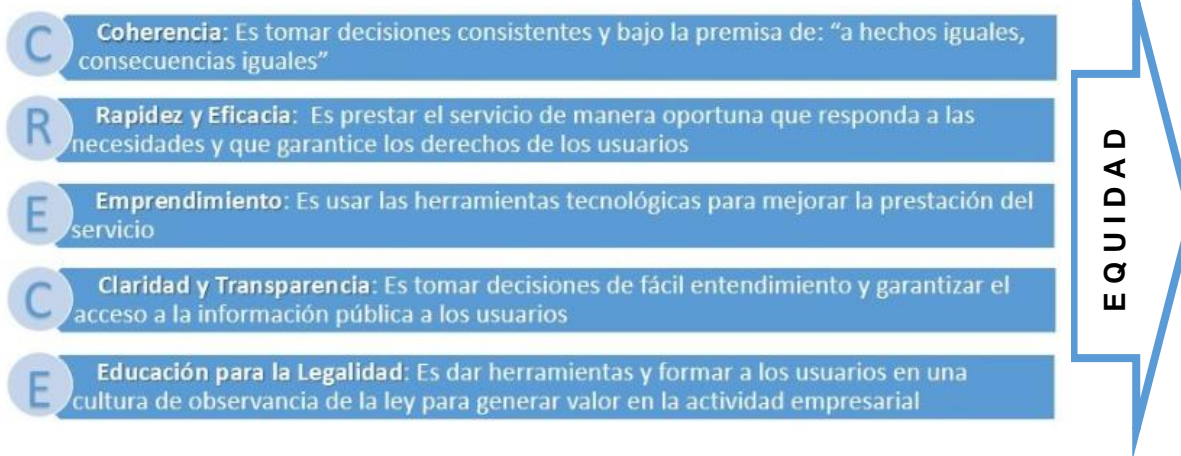 C
Coherencia: Es tomar decisiones consistentes y bajo la premisa de: “a hechos iguales,
consecuencias iguales”
R
Rapidez y Eficacia: Es prestar el servicio de manera oportuna que responda a las
necesidades y que garantice los derechos de los usuarios
E
Emprendimiento: Es usar las herramientas tecnológicas para mejorar la prestación del
servicio
C
Claridad y Transparencia: Es tomar decisiones de fácil entendimiento y garantizar el
acceso a la información pública a los usuarios
E
Educación para la Legalidad: Es dar herramientas y formar a los usuarios en una
cultura de observancia de la ley para generar valor en la actividad empresarial
EQUIDAD